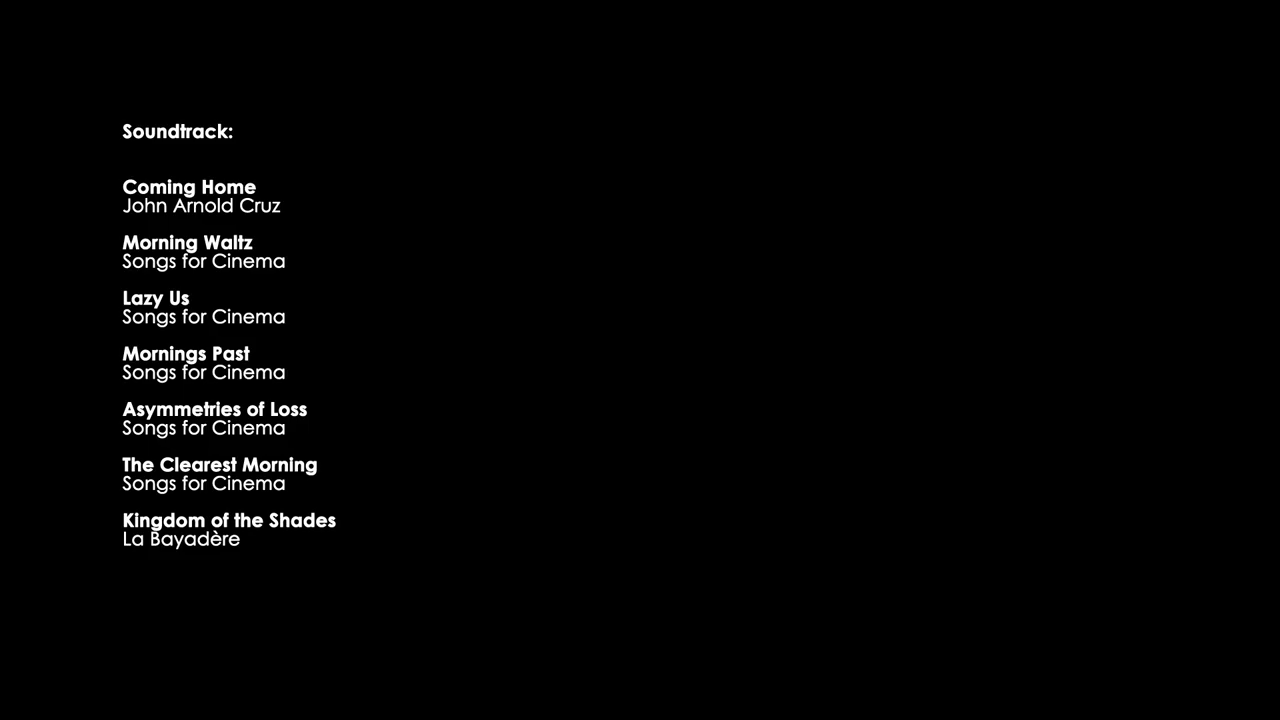 Soundtrack:
Coming Home
John Arnold Cruz
Morning Waltz
Songs for Cinema
Lazy Us
Songs for Cinema
Mornings Past
Songs for Cinema
Asymmetries of Loss
Songs for Cinema
The Clearest Morning
Songs for Cinema
Kingdom of the Shades
La Bayadère